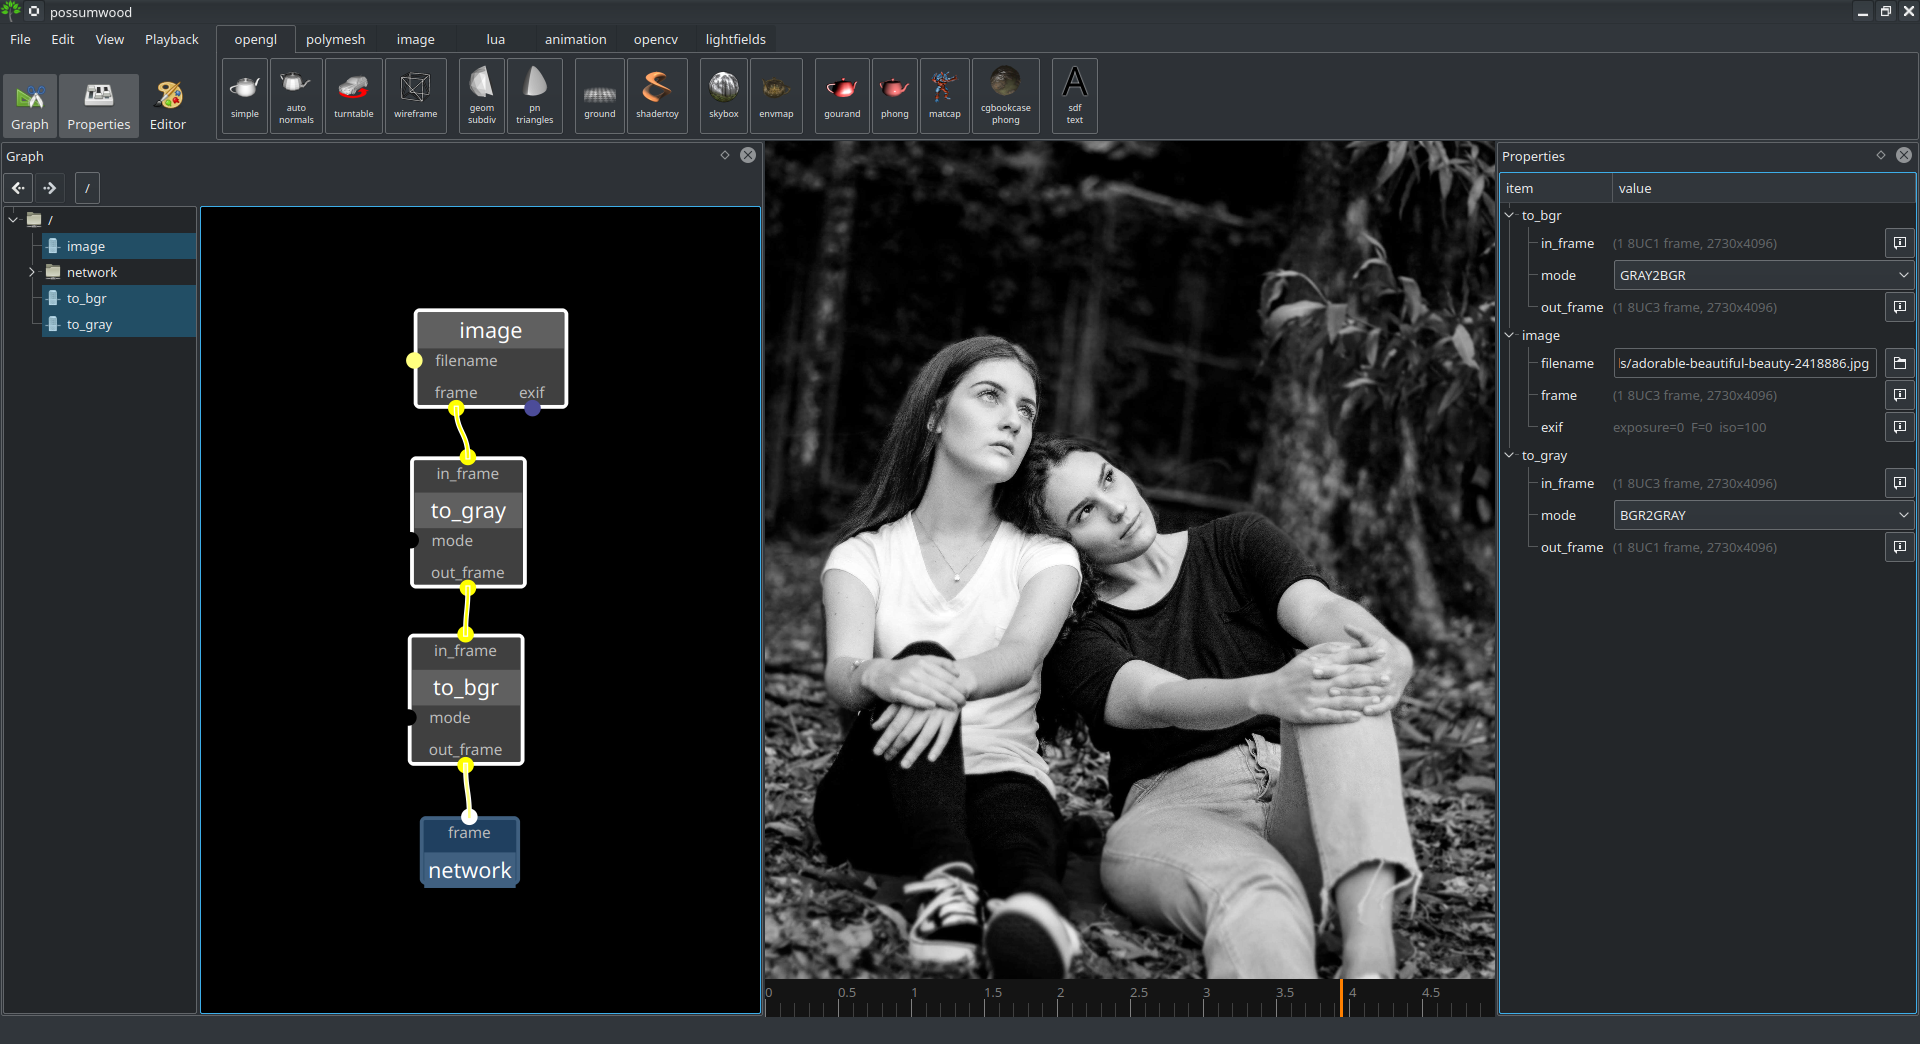 possumwood
File Edit View Playback
opengl polymesh image lua animation opencv lightfields
Graph Properties Editor
simple
auto
normals
turntable
wireframe
geom
subdiv
pn
triangles
ground
shadertoy
skybox
envmap
gourand
phong
matcap
cgbookcase
phong
A
sdf
text
Graph
/
/
image
network
to_bgr
to_gray
image
filename
frame exif
in_frame
to_gray
mode
out_frame
in_frame
to_bgr
mode
out_frame
frame
network
0 0.5 1 1.5 2 2.5 3 3.5 4 4.5
Properties
item value
to_bgr
in_frame (1 8UC1 frame, 2730x4096)
mode GRAY2BGR
out_frame (1 8UC3 frame, 2730x4096)
image
filename s/adorable-beautiful-beauty-2418886.jpg
frame (1 8UC3 frame, 2730x4096)
exif exposure=0 F=0 iso=100
to_gray
in_frame (1 8UC3 frame, 2730x4096)
mode BGR2GRAY
out_frame (1 8UC1 frame, 2730x4096)